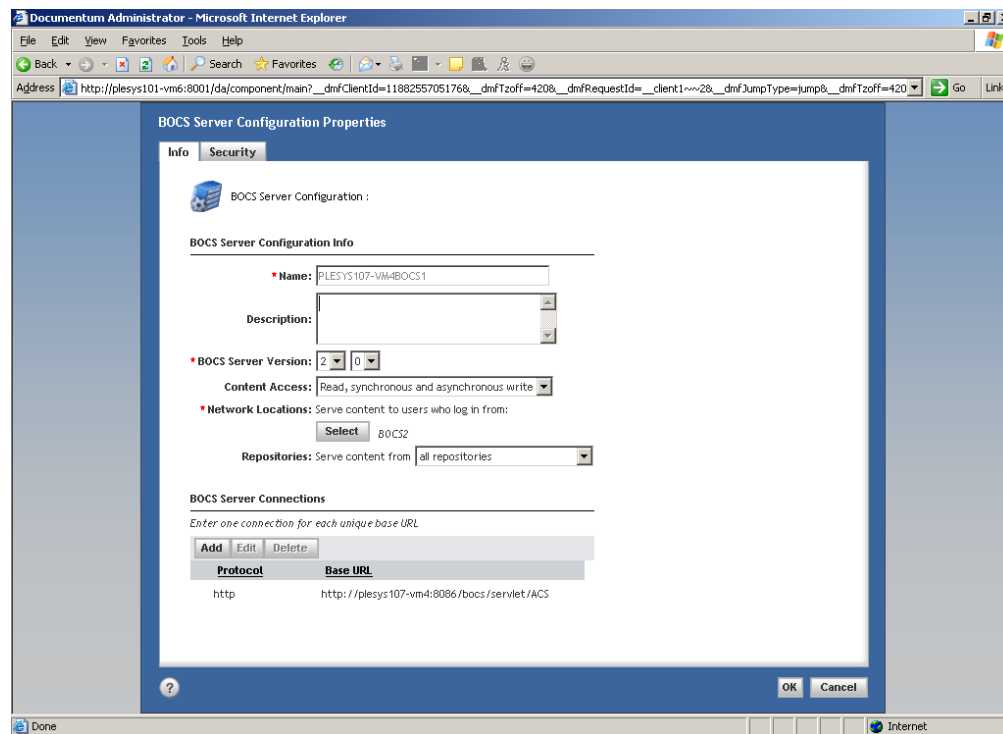 Documentum Administrator - Microsoft Internet Explorer
File Edit View Favorites Tools Help
Back Search Favorites
Address http://plesys101-vm6:8001/da/component/main?__dmfClientId=1188255705176&__dmfTzoff=420&__dmfRequestId=__client1~~2&__dmfJumpType=jump&__dmfTzoff=420 Go Link
BOCS Server Configuration Properties
Info Security
BOCS Server Configuration :
BOCS Server Configuration Info
* Name: PLESYS107-VM4BOCS1
Description:
* BOCS Server Version: 2 0
Content Access: Read, synchronous and asynchronous write
* Network Locations: Serve content to users who log in from:
Select BOCS2
Repositories: Serve content from all repositories
BOCS Server Connections
Enter one connection for each unique base URL
Add Edit Delete
Protocol Base URL
http http://plesys107-vm4:8086/bocs/servlet/ACS
? OK Cancel
Done Internet